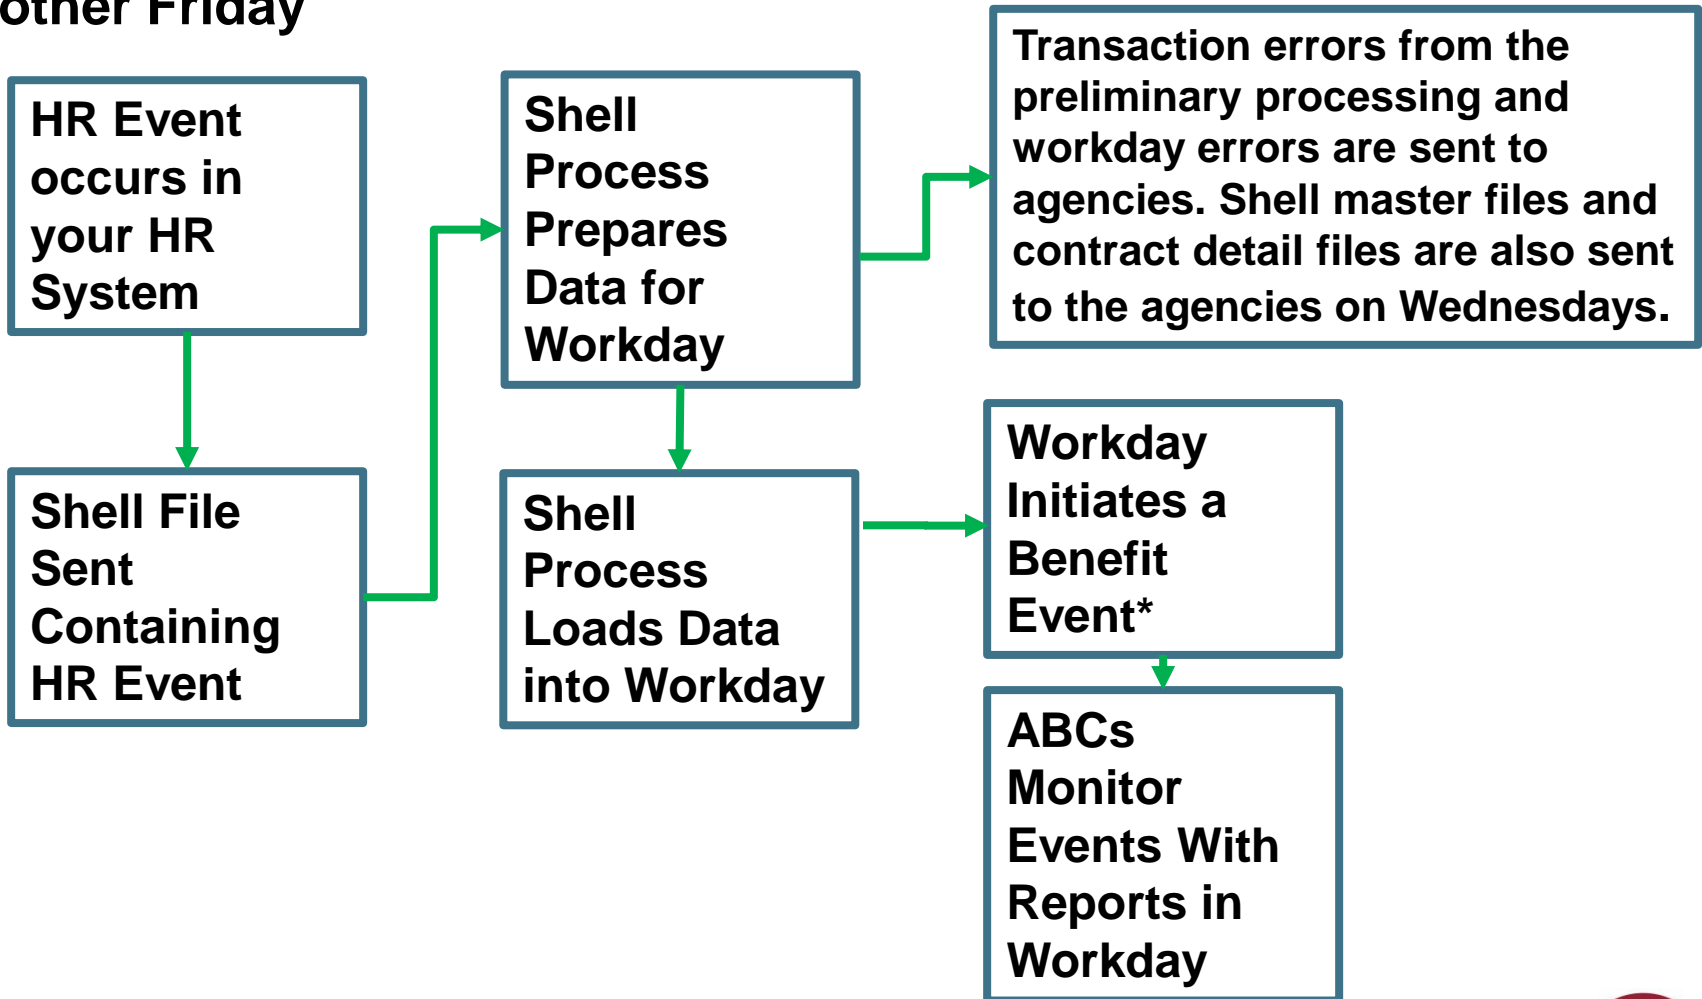 other Friday
HR Event
occurs in
your HR
System
Shell File
Sent
Containing
HR Event
Shell
Process
Prepares
Data for
Workday
Shell
Process
Loads Data
into Workday
Transaction errors from the
preliminary processing and
workday errors are sent to
agencies. Shell master files and
contract detail files are also sent
to the agencies on Wednesdays.
Workday
Initiates a
Benefit
Event*
ABCs
Monitor
Events With
Reports in
Workday